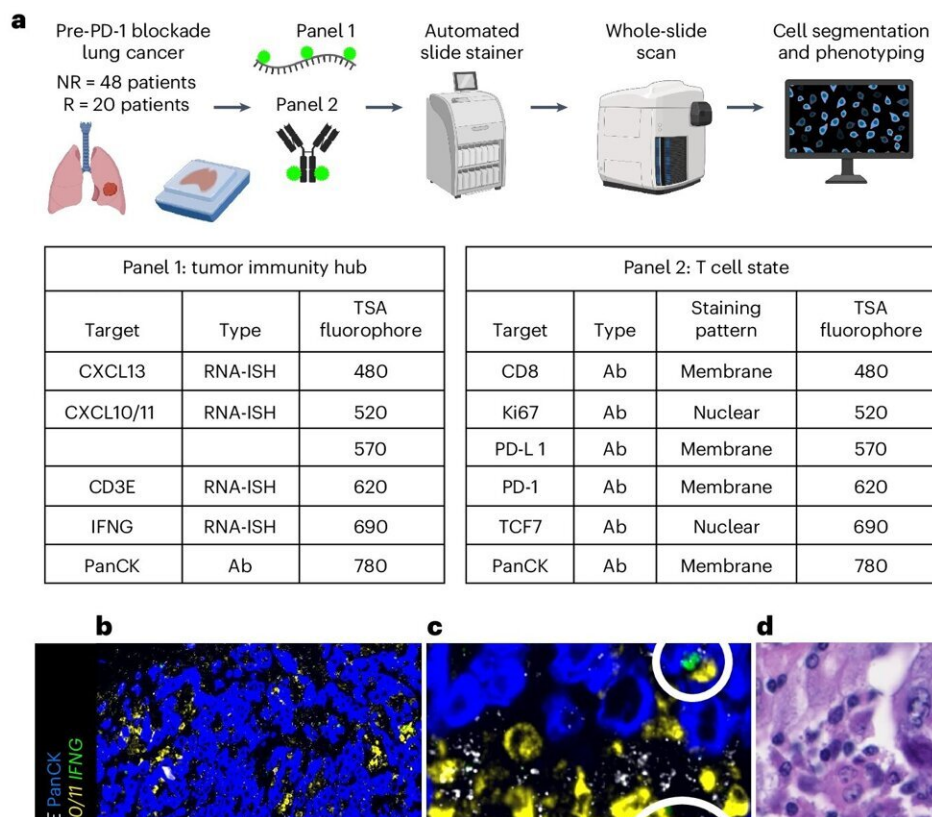 a
Pre-PD-1 blockade
lung cancer
NR = 48 patients
R = 20 patients
Panel 1
Panel 2
Automated
slide stainer
Whole-slide
scan
Cell segmentation
and phenotyping
Panel 1: tumor immunity hub
Target Type TSA
fluorophore
CXCL13 RNA-ISH 480
CXCL10/11 RNA-ISH 520
570
CD3E RNA-ISH 620
IFNG RNA-ISH 690
PanCK Ab 780
Panel 2: T cell state
Target Type Staining
pattern TSA
fluorophore
CD8 Ab Membrane 480
Ki67 Ab Nuclear 520
PD-L 1 Ab Membrane 570
PD-1 Ab Membrane 620
TCF7 Ab Nuclear 690
PanCK Ab Membrane 780
b
c
d
E PanCK
0/11 IFNG